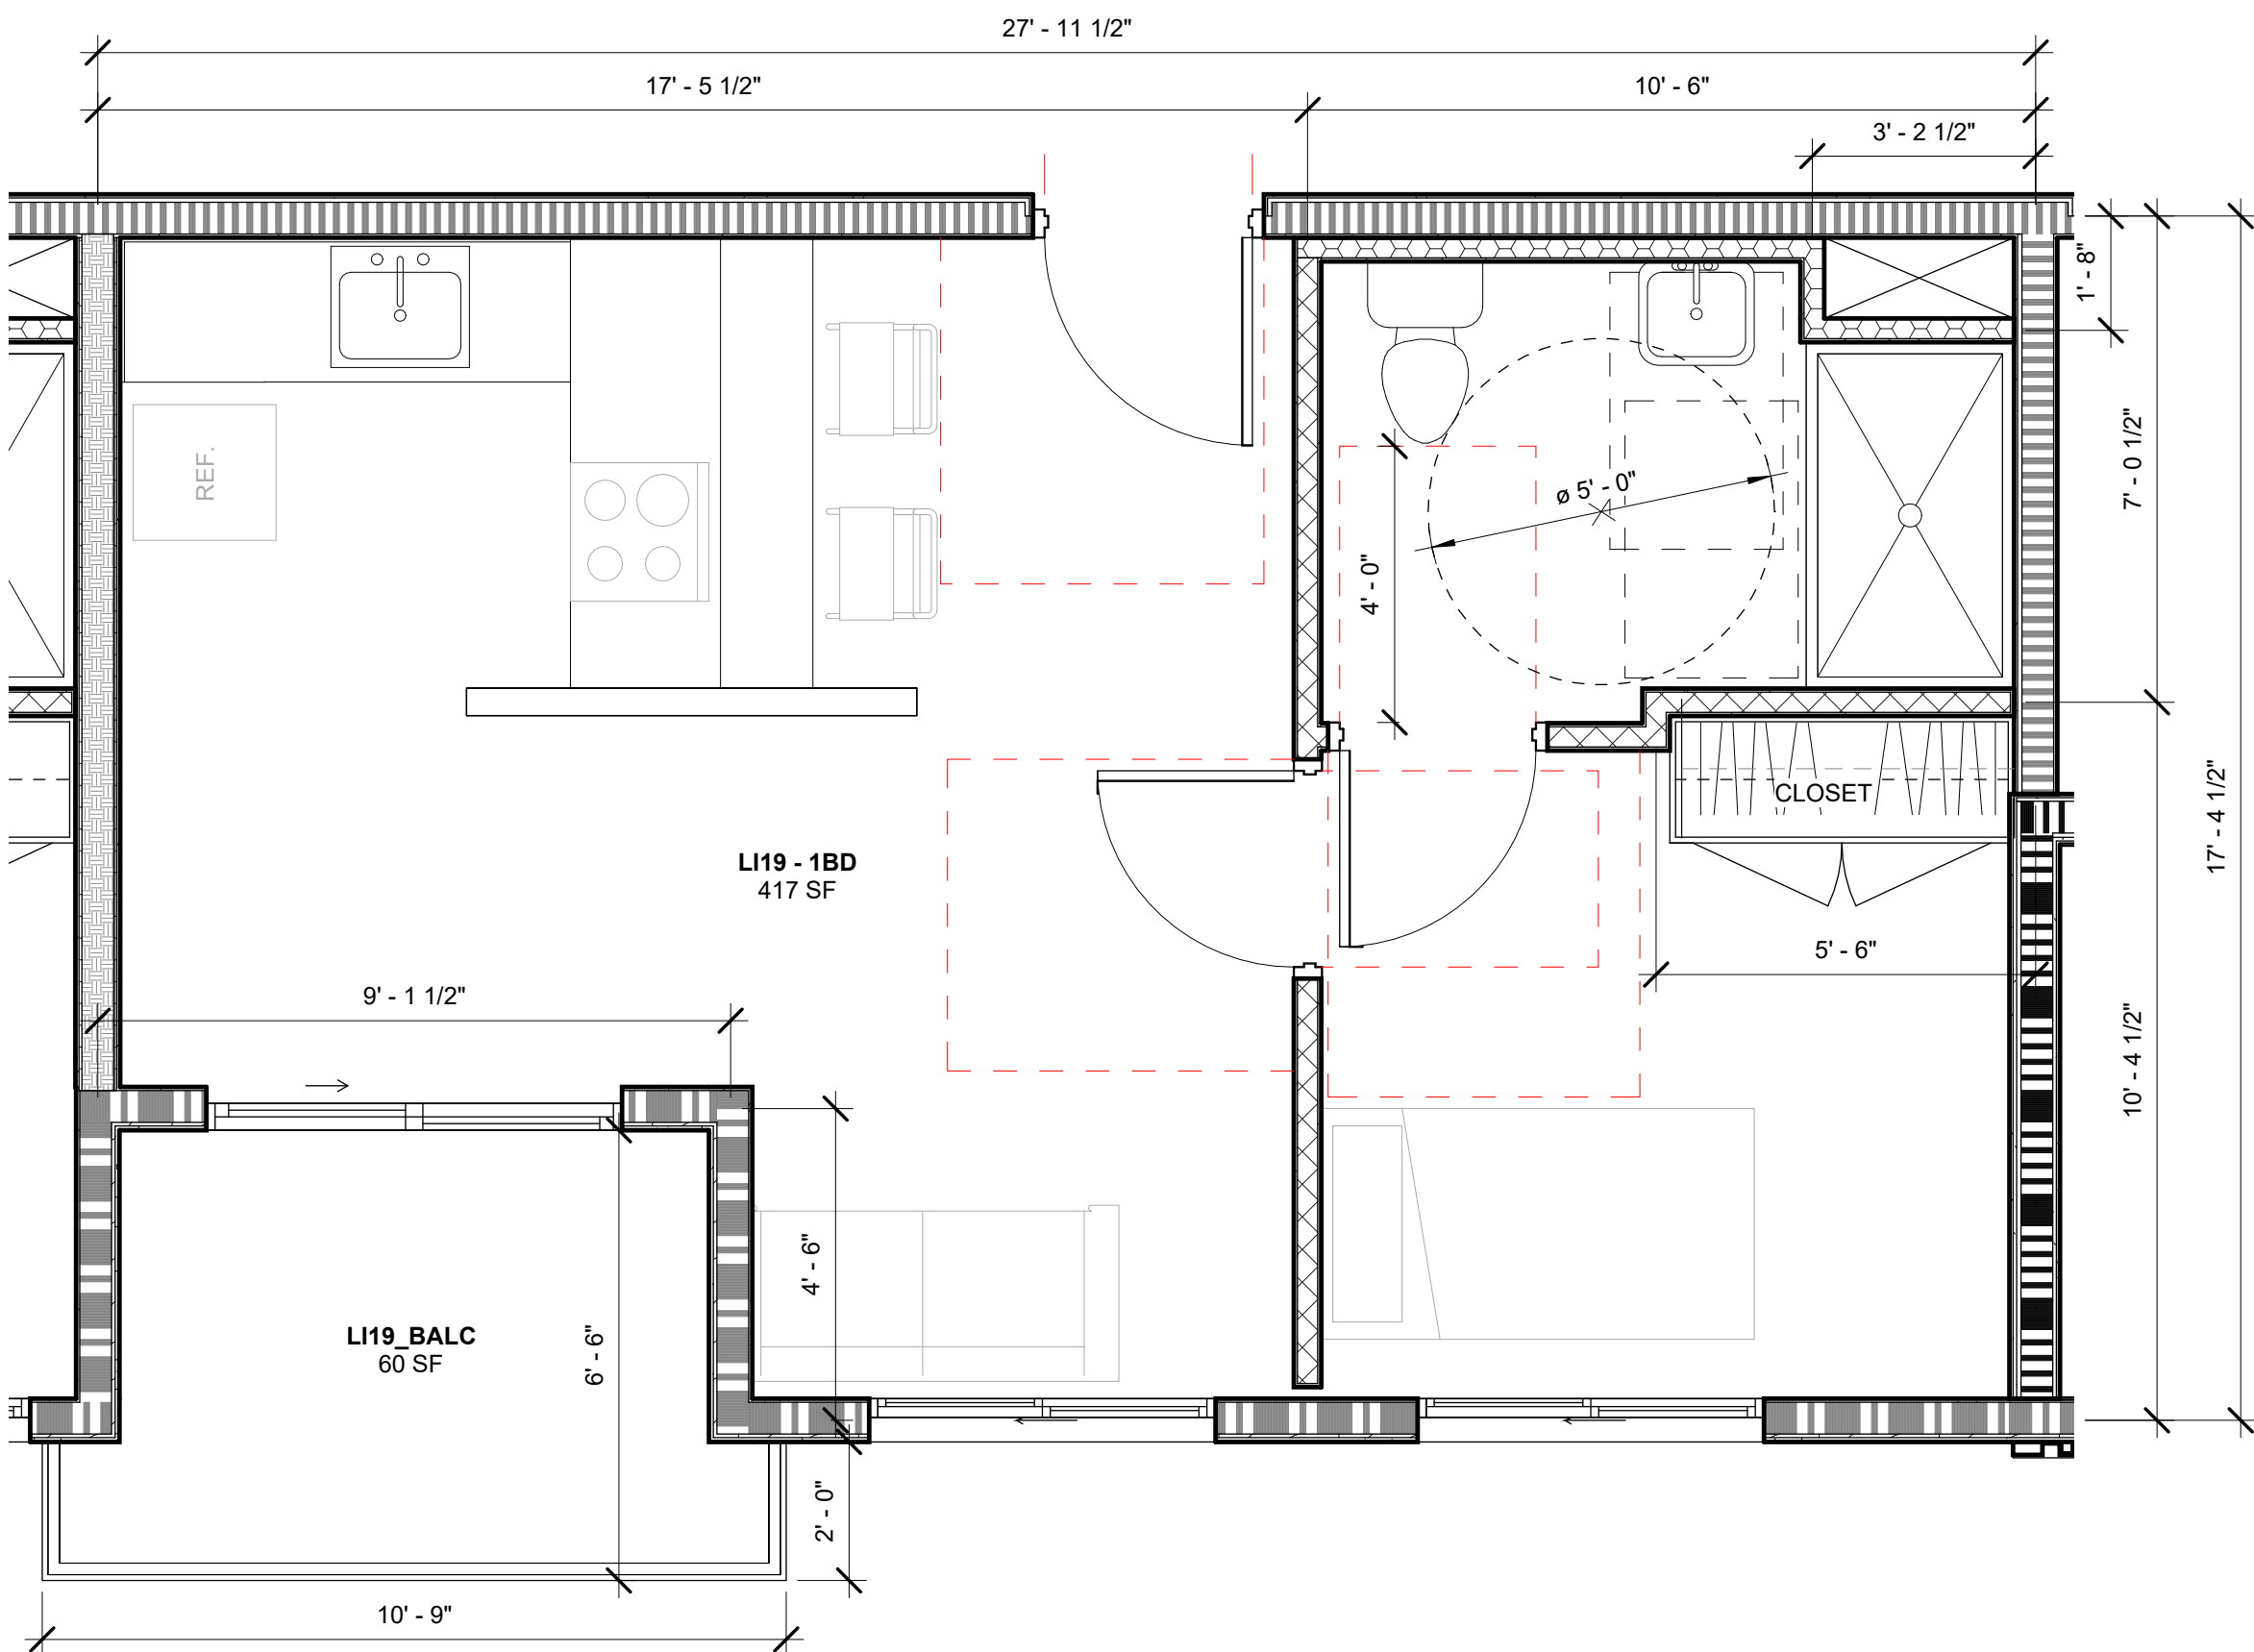 27' - 11 1/2"
17' - 5 1/2"
10' - 6"
3' - 2 1/2"
1' - 8"
REF.
ø 5' - 0"
7' - 0 1/2"
4' - 0"
CLOSET
17' - 4 1/2"
LI19 - 1BD
417 SF
5' - 6"
9' - 1 1/2"
10' - 4 1/2"
4' - 6"
LI19_BALC
60 SF
6' - 6"
2' - 0"
10' - 9"